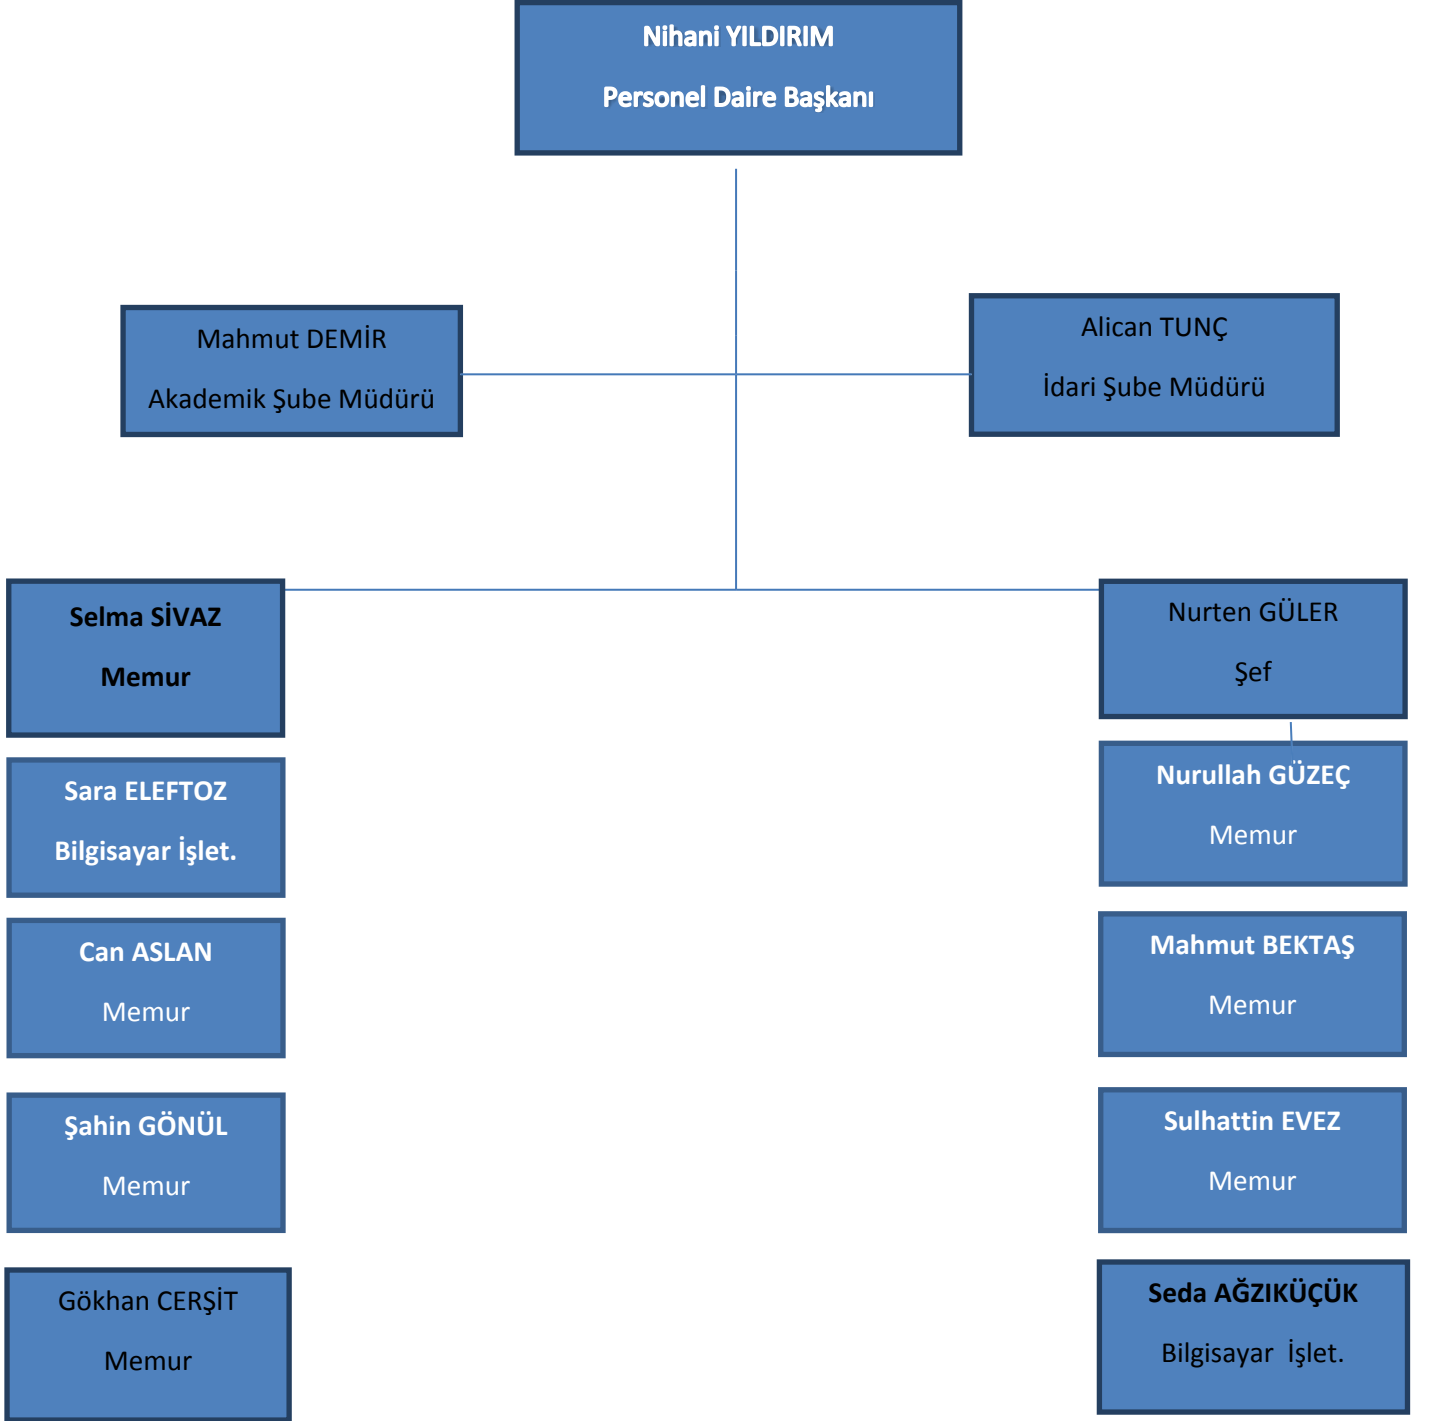 Nihani YILDIRIM
Personel Daire Başkanı
Mahmut DEMİR
Akademik Şube Müdürü
Alican TUNÇ
İdari Şube Müdürü
Selma SİVAZ
Memur
Nurten GÜLER
Şef
Sara ELEFTOZ
Bilgisayar İşlet.
Nurullah GÜZEÇ
Memur
Can ASLAN
Memur
Mahmut BEKTAŞ
Memur
Şahin GÖNÜL
Memur
Sulhattin EVEZ
Memur
Gökhan CERŞİT
Memur
Seda AĞZIKÜÇÜK
Bilgisayar İşlet.